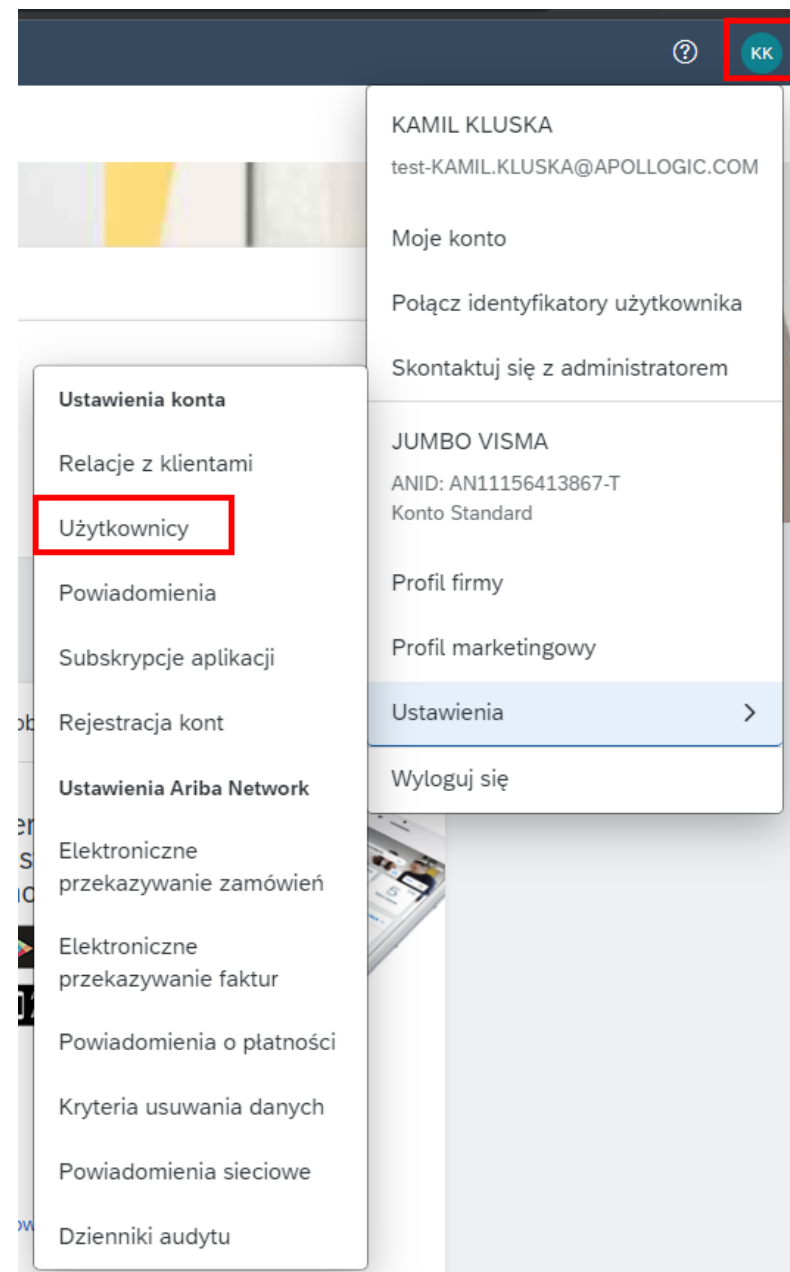 KK
KAMIL KLUSKA
test-KAMIL.KLUSKA@APOLLOGIC.COM
Moje konto
Połącz identyfikatory użytkownika
Skontaktuj się z administratorem
JUMBO VISMA
ANID: AN11156413867-T
Konto Standard
Profil firmy
Profil marketingowy
Ustawienia
Wyloguj się
Ustawienia konta
Relacje z klientami
Użytkownicy
Powiadomienia
Subskrypcje aplikacji
Rejestracja kont
Ustawienia Ariba Network
Elektroniczne
przekazywanie zamówień
Elektroniczne
przekazywanie faktur
Powiadomienia o płatności
Kryteria usuwania danych
Powiadomienia sieciowe
Dzienniki audytu